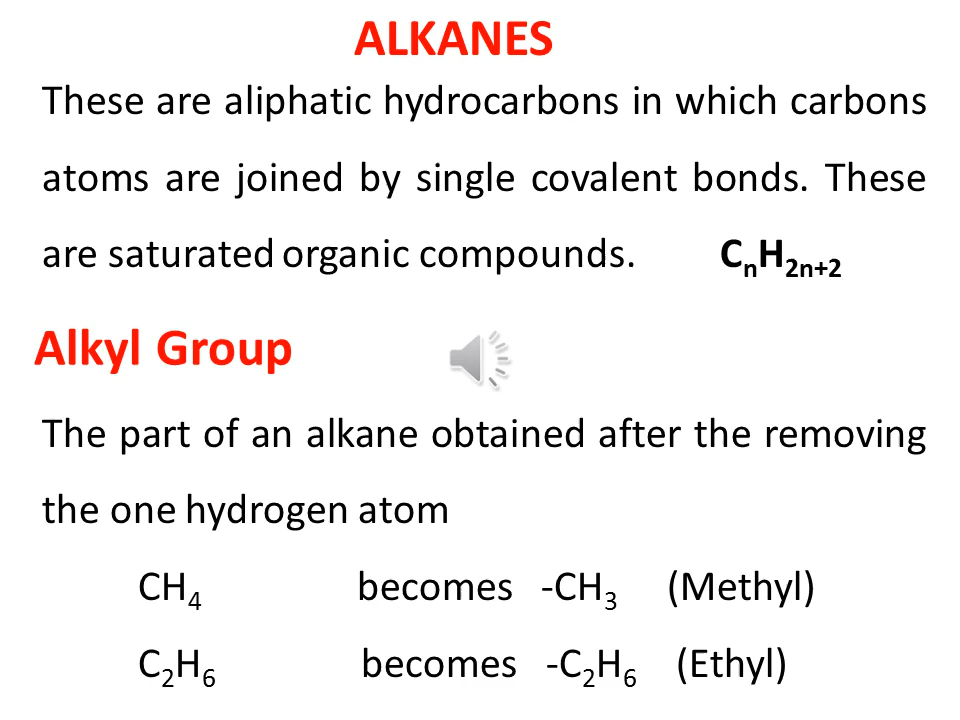 ALKANES
These are aliphatic hydrocarbons in which carbons
atoms are joined by single covalent bonds. These
are saturated organic compounds. CₙH₂ₙ₊₂
Alkyl Group
The part of an alkane obtained after the removing
the one hydrogen atom
CH₄ becomes -CH₃ (Methyl)
C₂H₆ becomes -C₂H₆ (Ethyl)